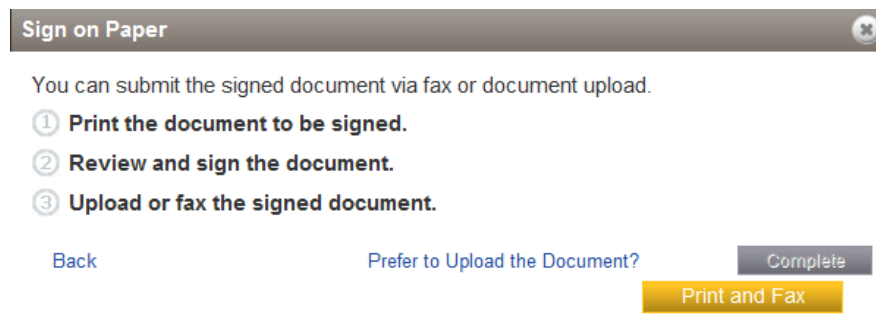 Sign on Paper
You can submit the signed document via fax or document upload.
1 Print the document to be signed.
2 Review and sign the document.
3 Upload or fax the signed document.
Back Prefer to Upload the Document? Complete
Print and Fax